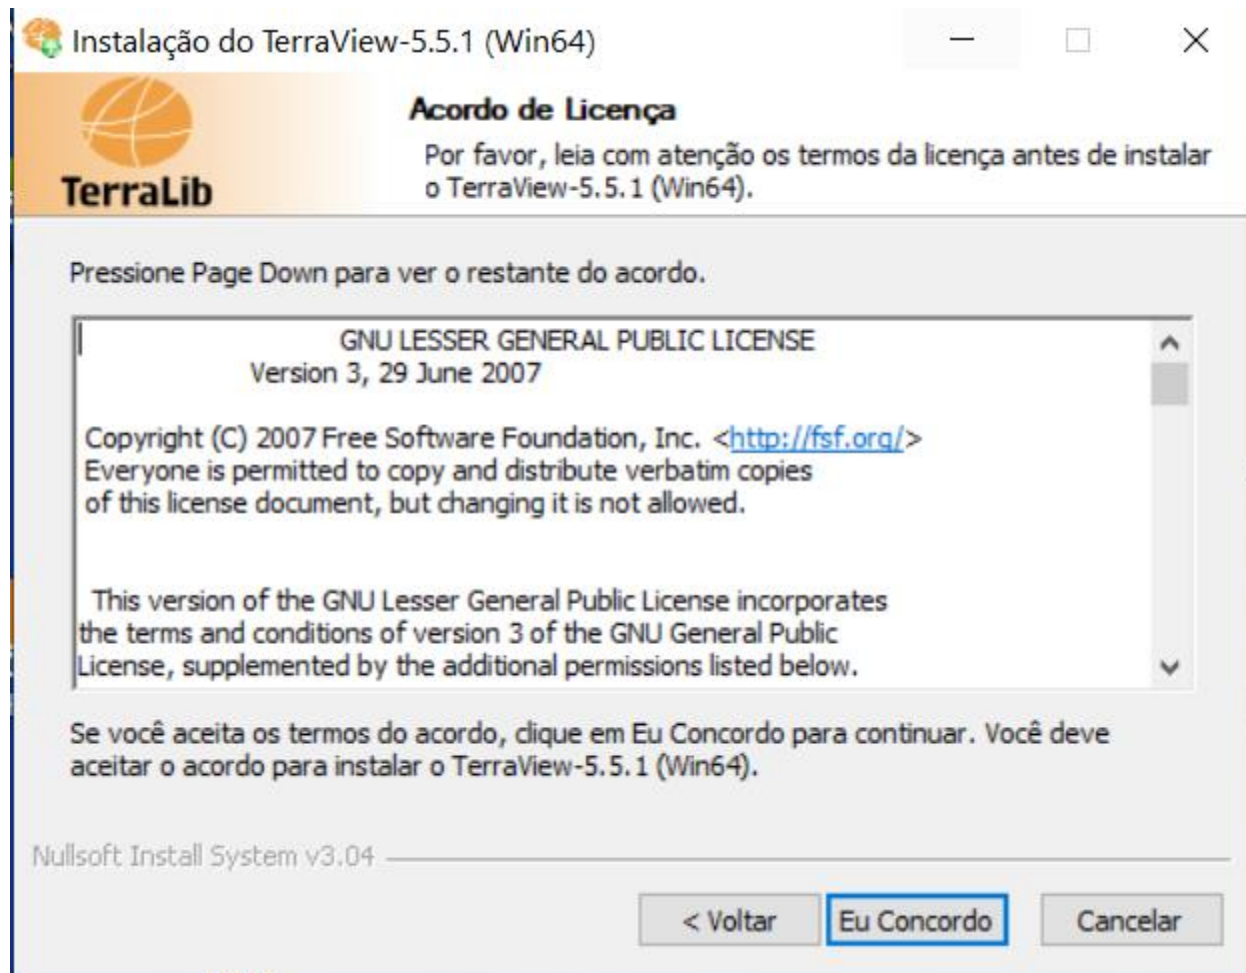 Instalação do TerraView-5.5.1 (Win64)
TerraLib
Acordo de Licença
Por favor, leia com atenção os termos da licença antes de instalar
o TerraView-5.5.1 (Win64).
Pressione Page Down para ver o restante do acordo.
GNU LESSER GENERAL PUBLIC LICENSE
Version 3, 29 June 2007
Copyright (C) 2007 Free Software Foundation, Inc. <http://fsf.org/>
Everyone is permitted to copy and distribute verbatim copies
of this license document, but changing it is not allowed.
This version of the GNU Lesser General Public License incorporates
the terms and conditions of version 3 of the GNU General Public
License, supplemented by the additional permissions listed below.
Se você aceita os termos do acordo, clique em Eu Concordo para continuar. Você deve
aceitar o acordo para instalar o TerraView-5.5.1 (Win64).
Nullsoft Install System v3.04
< Voltar Eu Concordo Cancelar